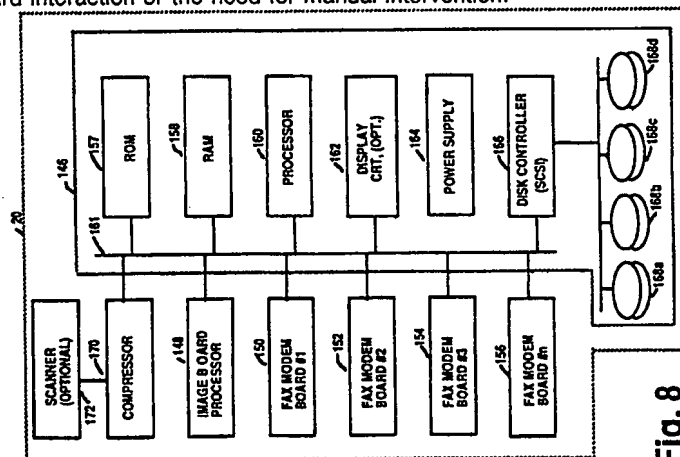 rd interaction or the need for manual intervention.
20
146
SCANNER
(OPTIONAL)
172
170
COMPRESSOR
161
157
ROM
148
IMAGE B OARD
PROCESSOR
158
RAM
150
FAX MODEM
BOARD #1
160
PROCESSOR
152
FAX MODEM
BOARD #2
162
DISPLAY
CRT, (OPT.)
154
FAX MODEM
BOARD #3
164
POWER SUPPLY
156
FAX MODEM
BOARD #n
166
DISK CONTROLLER
(SCSI)
168a
168b
168c
168d
Fig. 8